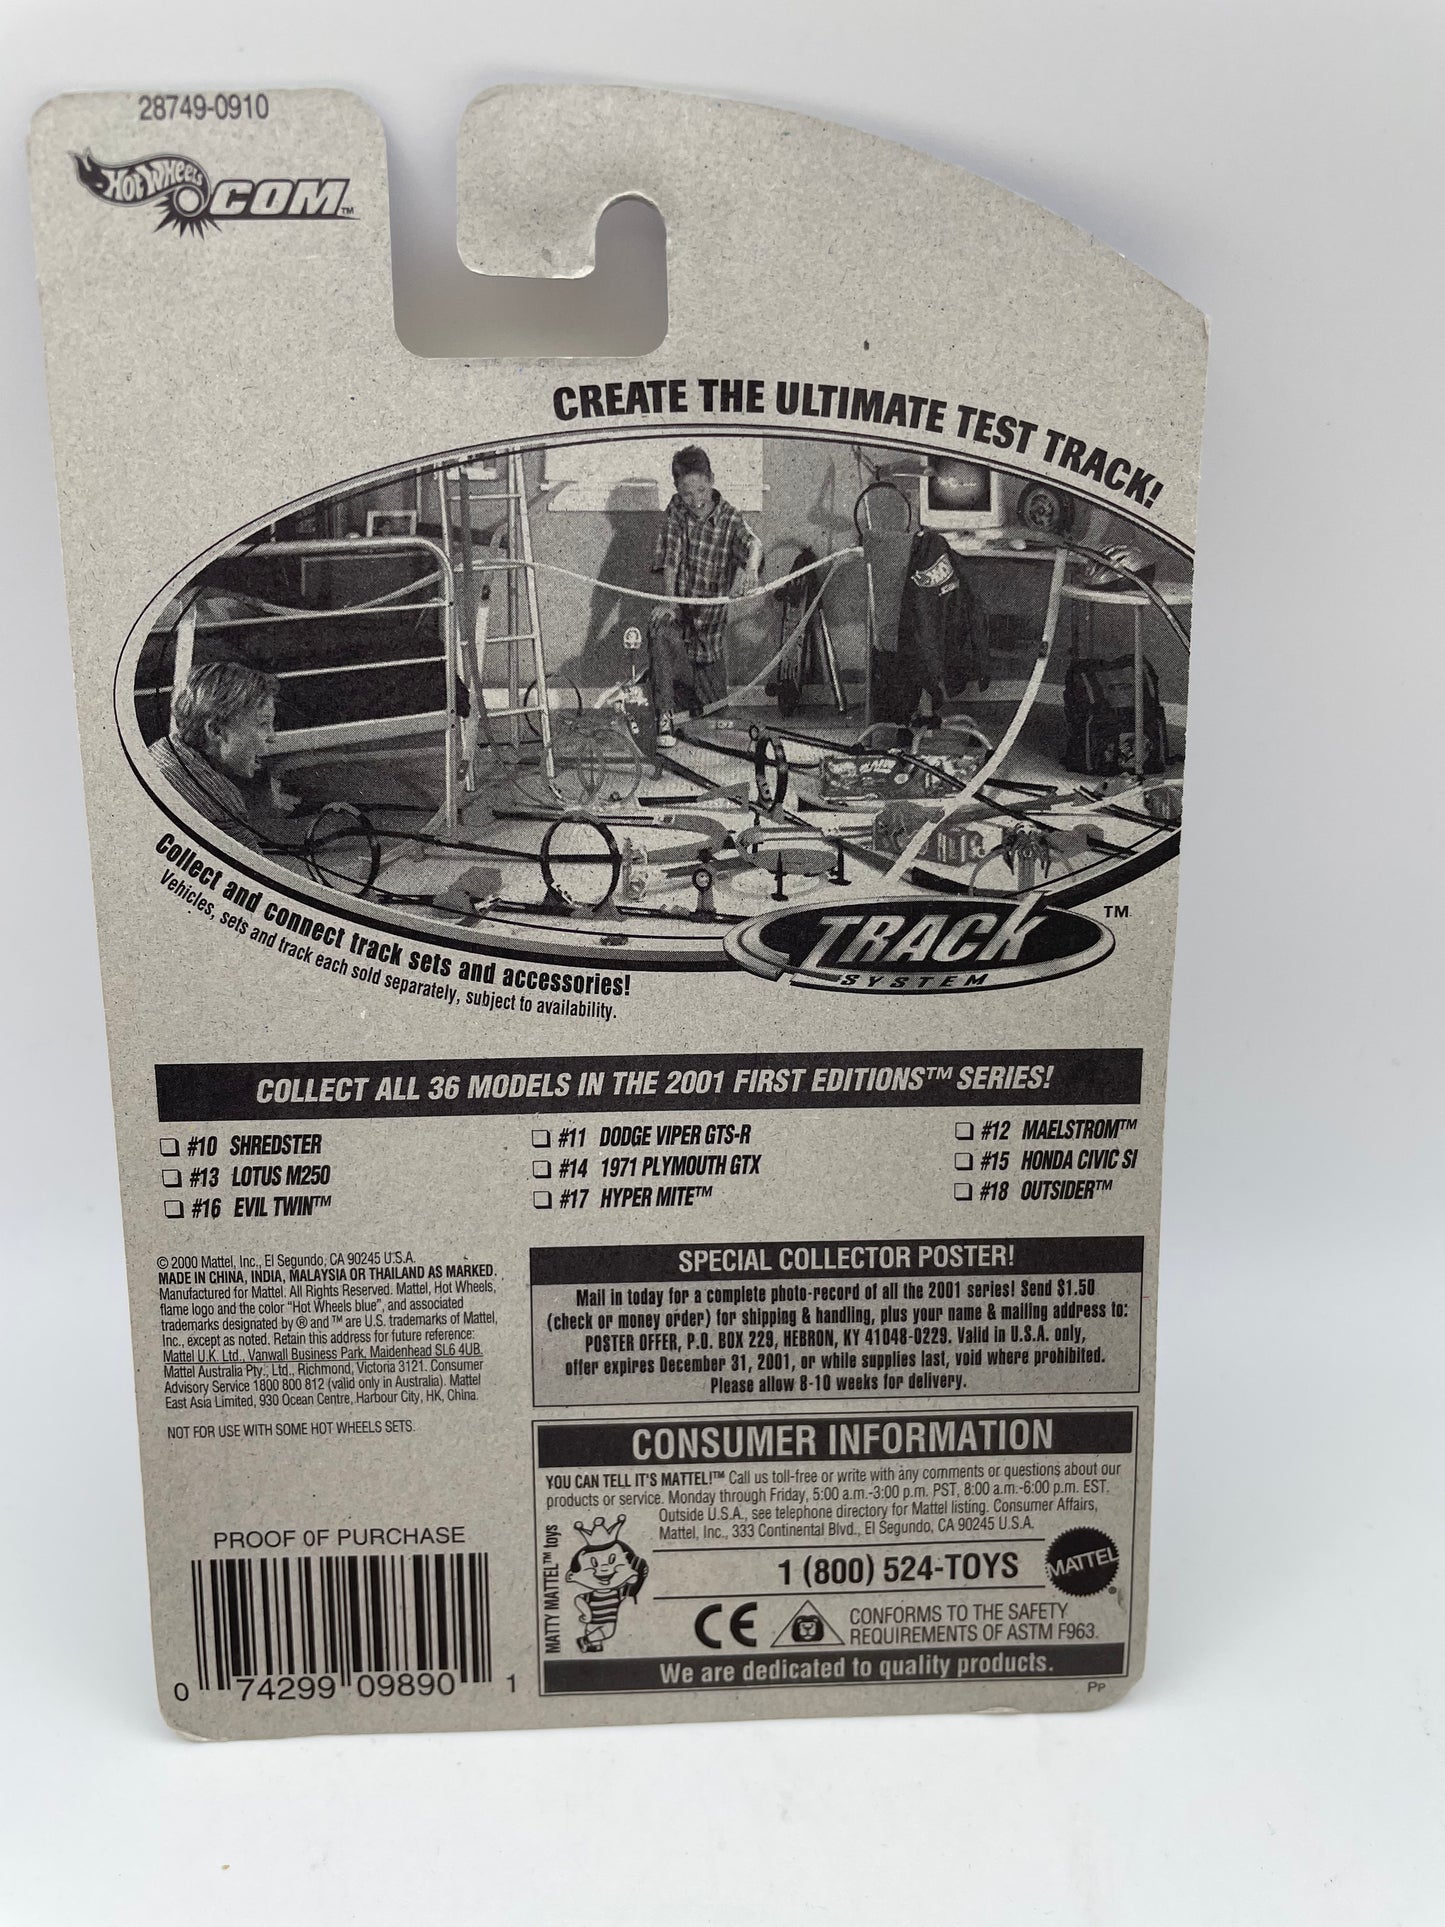 28749-0910
Hot Wheels .COM™
CREATE THE ULTIMATE TEST TRACK!
Collect and connect track sets and accessories!
Vehicles, sets and track each sold separately, subject to availability.
TRACK ™
SYSTEM
COLLECT ALL 36 MODELS IN THE 2001 FIRST EDITIONS™ SERIES!
❏ #10 SHREDSTER ❏ #11 DODGE VIPER GTS-R ❏ #12 MAELSTROM™
❏ #13 LOTUS M250 ❏ #14 1971 PLYMOUTH GTX ❏ #15 HONDA CIVIC SI
❏ #16 EVIL TWIN™ ❏ #17 HYPER MITE™ ❏ #18 OUTSIDER™
© 2000 Mattel, Inc., El Segundo, CA 90245 U.S.A.
MADE IN CHINA, INDIA, MALAYSIA OR THAILAND AS MARKED.
Manufactured for Mattel. All Rights Reserved. Mattel, Hot Wheels,
flame logo and the color "Hot Wheels blue", and associated
trademarks designated by ® and ™ are U.S. trademarks of Mattel,
Inc., except as noted. Retain this address for future reference:
Mattel U.K. Ltd., Vanwall Business Park, Maidenhead SL6 4UB.
Mattel Australia Pty., Ltd., Richmond, Victoria 3121. Consumer
Advisory Service 1800 800 812 (valid only in Australia). Mattel
East Asia Limited, 930 Ocean Centre, Harbour City, HK, China.
NOT FOR USE WITH SOME HOT WHEELS SETS.
PROOF OF PURCHASE
0 74299 09890 1
SPECIAL COLLECTOR POSTER!
Mail in today for a complete photo-record of all the 2001 series! Send $1.50
(check or money order) for shipping & handling, plus your name & mailing address to:
POSTER OFFER, P.O. BOX 229, HEBRON, KY 41048-0229. Valid in U.S.A. only,
offer expires December 31, 2001, or while supplies last, void where prohibited.
Please allow 8-10 weeks for delivery.
CONSUMER INFORMATION
YOU CAN TELL IT'S MATTEL!™ Call us toll-free or write with any comments or questions about our
products or service. Monday through Friday, 5:00 a.m.-3:00 p.m. PST, 8:00 a.m.-6:00 p.m. EST.
Outside U.S.A., see telephone directory for Mattel listing. Consumer Affairs,
Mattel, Inc., 333 Continental Blvd., El Segundo, CA 90245 U.S.A.
MATTY MATTEL™ toys
1 (800) 524-TOYS
MATTEL®
CE
CONFORMS TO THE SAFETY
REQUIREMENTS OF ASTM F963.
We are dedicated to quality products.
PP